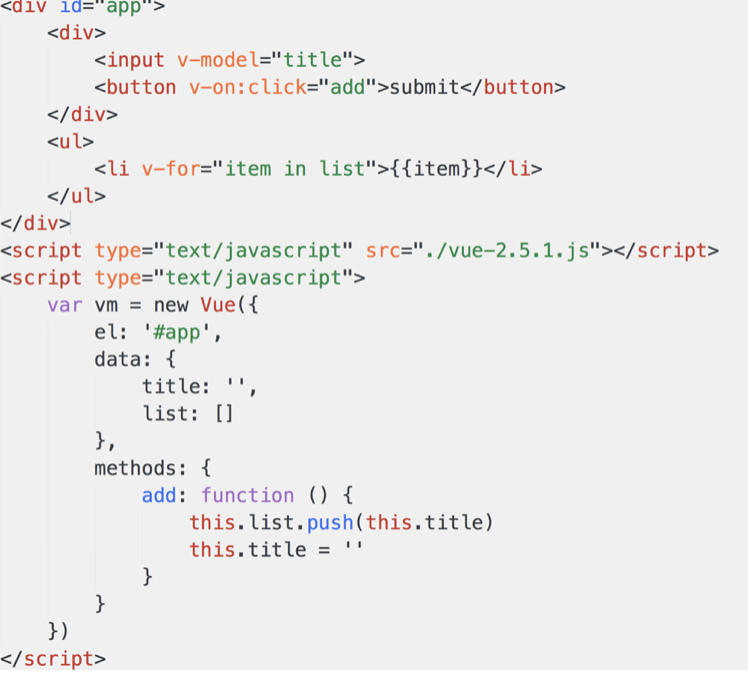 <div id="app">
    <div>
        <input v-model="title">
        <button v-on:click="add">submit</button>
    </div>
    <ul>
        <li v-for="item in list">{{item}}</li>
    </ul>
</div>
<script type="text/javascript" src="./vue-2.5.1.js"></script>
<script type="text/javascript">
    var vm = new Vue({
        el: '#app',
        data: {
            title: '',
            list: []
        },
        methods: {
            add: function () {
                this.list.push(this.title)
                this.title = ''
            }
        }
    })
</script>